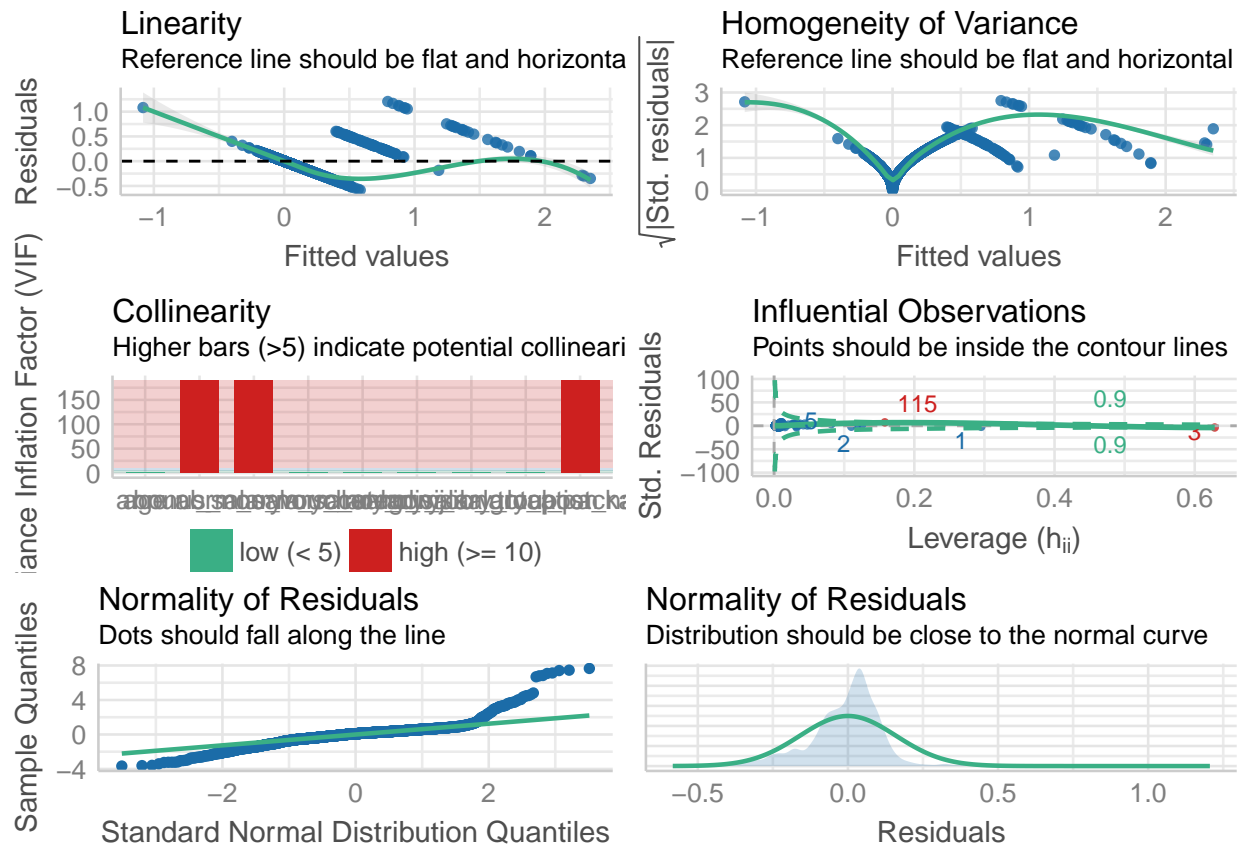 Linearity
Reference line should be flat and horizonta
Residuals
1.0
0.5
0.0
−0.5
−1
0
1
2
Fitted values
Homogeneity of Variance
Reference line should be flat and horizontal
√|Std. residuals|
3
2
1
0
−1
0
1
2
Fitted values
Collinearity
Higher bars (>5) indicate potential collineari
iance Inflation Factor (VIF)
150
100
50
0
low (< 5)
high (>= 10)
Influential Observations
Points should be inside the contour lines
Std. Residuals
100
50
0
−50
−100
5
115
0.9
2
1
0.9
3
0.0
0.2
0.4
0.6
Leverage (hii)
Normality of Residuals
Dots should fall along the line
Sample Quantiles
8
4
0
−4
−2
0
2
Standard Normal Distribution Quantiles
Normality of Residuals
Distribution should be close to the normal curve
−0.5
0.0
0.5
1.0
Residuals